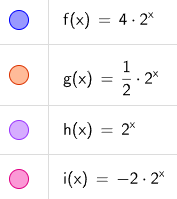 f(x) = 4 · 2ˣ
g(x) = 1/2 · 2ˣ
h(x) = 2ˣ
i(x) = −2 · 2ˣ